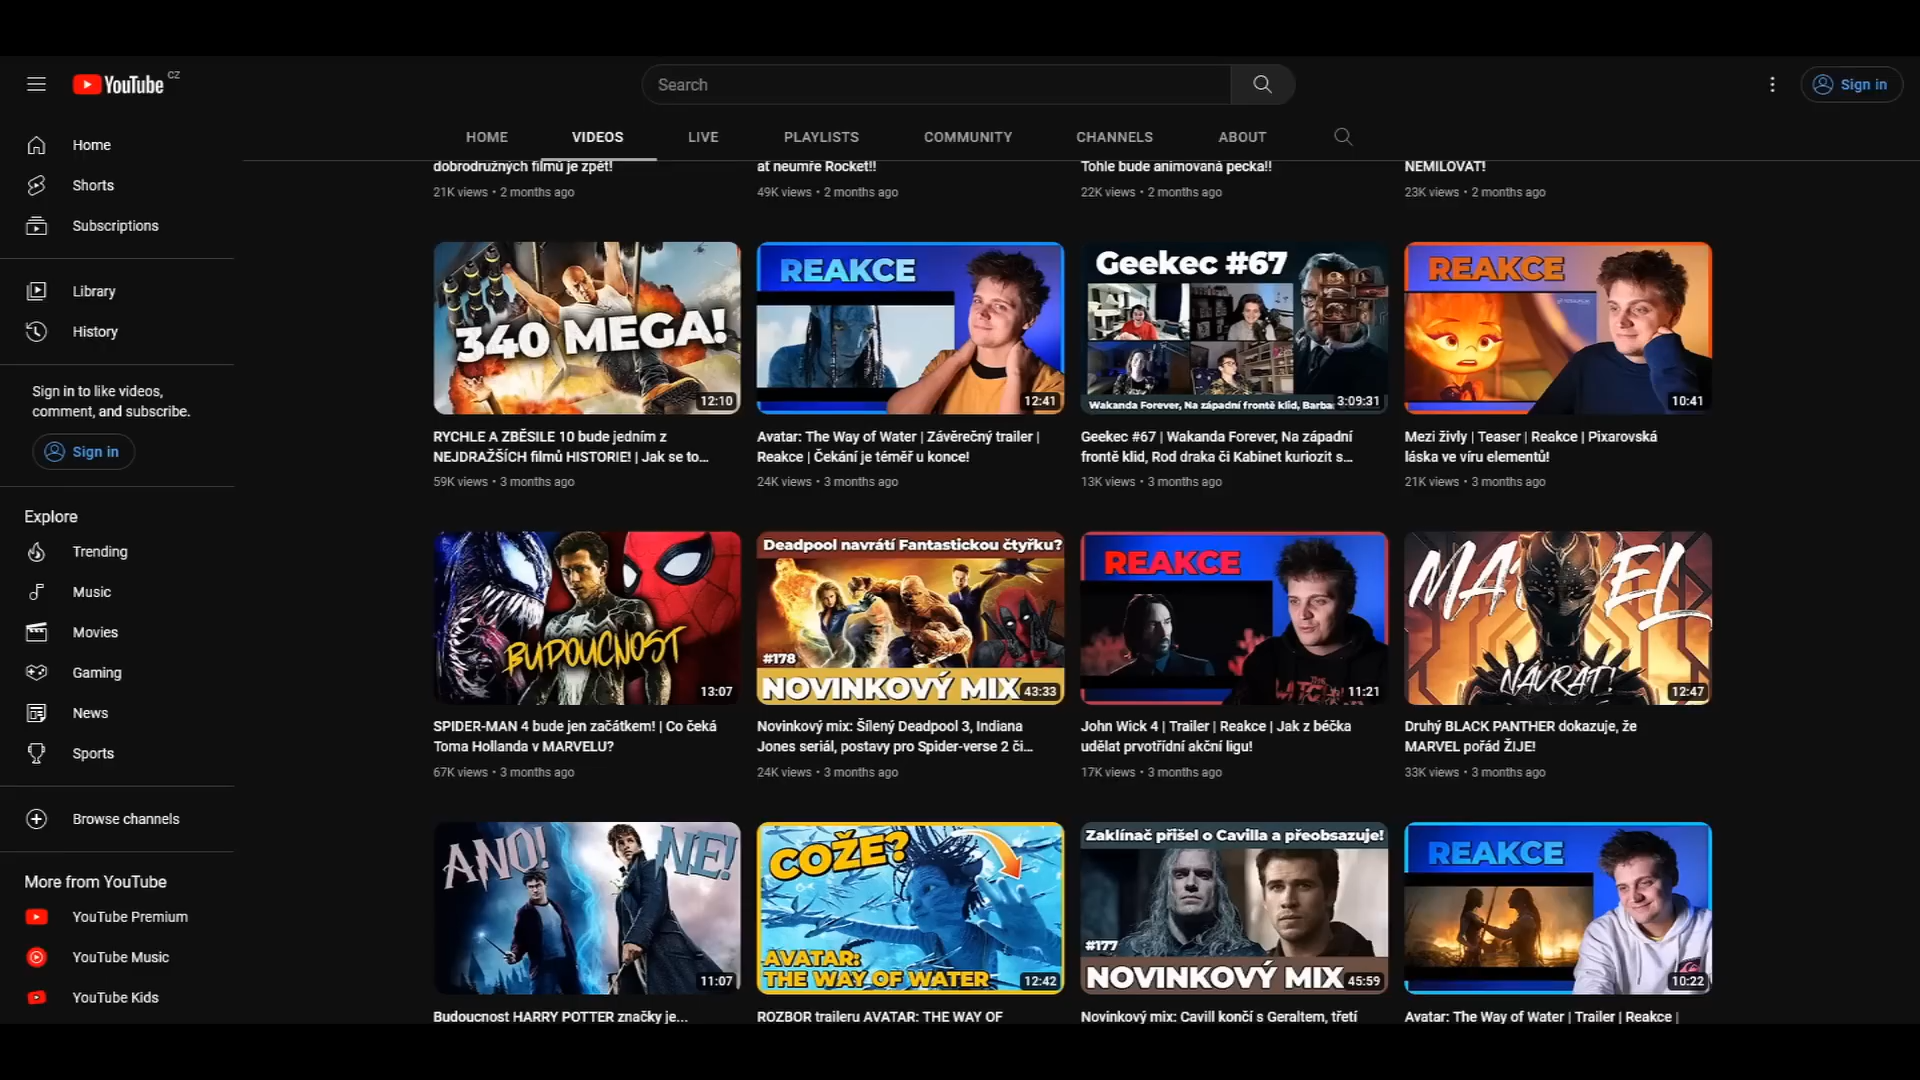 YouTube CZ
Search
Sign in
HOME
VIDEOS
LIVE
PLAYLISTS
COMMUNITY
CHANNELS
ABOUT
Home
Shorts
Subscriptions
Library
History
Sign in to like videos,
comment, and subscribe.
Sign in
Explore
Trending
Music
Movies
Gaming
News
Sports
Browse channels
More from YouTube
YouTube Premium
YouTube Music
YouTube Kids
dobrodružných filmů je zpět!
21K views • 2 months ago
ať neumře Rocket!!
49K views • 2 months ago
Tohle bude animovaná pecka!!
22K views • 2 months ago
NEMILOVAT!
23K views • 2 months ago
340 MEGA!
12:10
RYCHLE A ZBĚSILE 10 bude jedním z
NEJDRAŽŠÍCH filmů HISTORIE! | Jak se to...
59K views • 3 months ago
REAKCE
12:41
Avatar: The Way of Water | Závěrečný trailer |
Reakce | Čekání je téměř u konce!
24K views • 3 months ago
Geekec #67
Wakanda Forever, Na západní frontě klid, Barba
3:09:31
Geekec #67 | Wakanda Forever, Na západní
frontě klid, Rod draka či Kabinet kuriozit s...
13K views • 3 months ago
REAKCE
10:41
Mezi živly | Teaser | Reakce | Pixarovská
láska ve víru elementů!
21K views • 3 months ago
BUDOUCNOST
13:07
SPIDER-MAN 4 bude jen začátkem! | Co čeká
Toma Hollanda v MARVELU?
67K views • 3 months ago
Deadpool navrátí Fantastickou čtyřku?
#178
NOVINKOVÝ MIX
43:33
Novinkový mix: Šílený Deadpool 3, Indiana
Jones seriál, postavy pro Spider-verse 2 či...
24K views • 3 months ago
REAKCE
11:21
John Wick 4 | Trailer | Reakce | Jak z béčka
udělat prvotřídní akční ligu!
17K views • 3 months ago
MARVEL
NÁVRAT!
12:47
Druhý BLACK PANTHER dokazuje, že
MARVEL pořád ŽIJE!
33K views • 3 months ago
ANO!
NE!
11:07
Budoucnost HARRY POTTER značky je...
COŽE?
AVATAR:
THE WAY OF WATER
12:42
ROZBOR traileru AVATAR: THE WAY OF
Zaklínač přišel o Cavilla a přeobsazuje!
#177
NOVINKOVÝ MIX
45:59
Novinkový mix: Cavill končí s Geraltem, třetí
REAKCE
10:22
Avatar: The Way of Water | Trailer | Reakce |